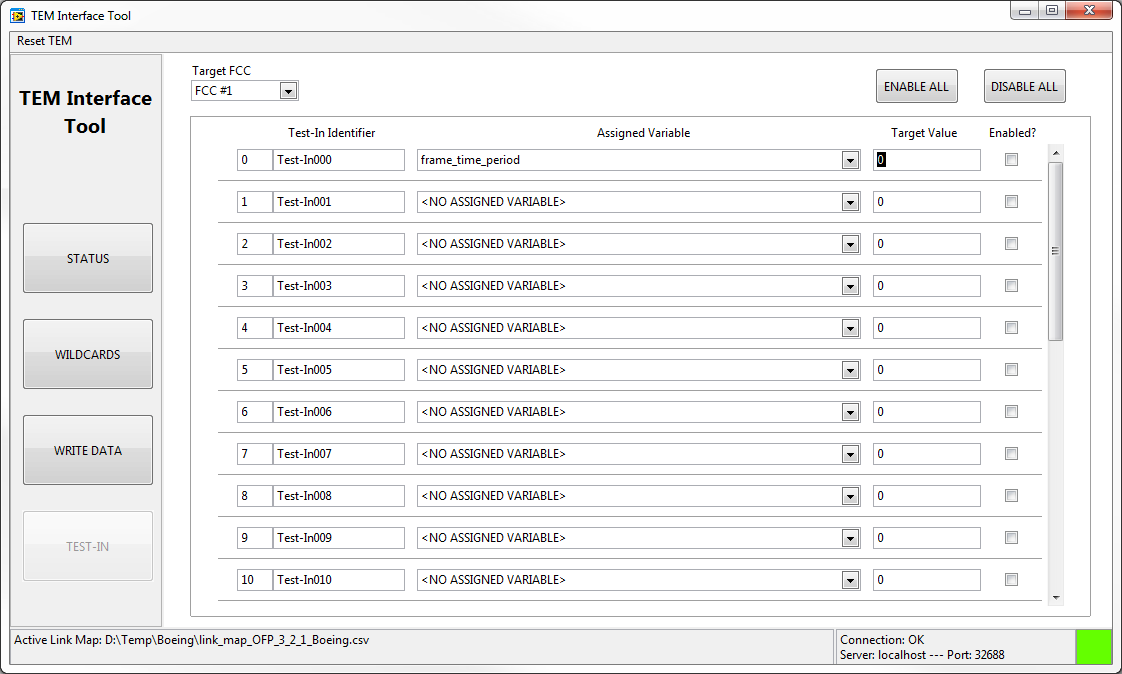 TEM Interface Tool
Reset TEM
TEM Interface
Tool
STATUS
WILDCARDS
WRITE DATA
TEST-IN
Target FCC
FCC #1
ENABLE ALL
DISABLE ALL
Test-In Identifier Assigned Variable Target Value Enabled?
0 Test-In000 frame_time_period 0
1 Test-In001 <NO ASSIGNED VARIABLE> 0
2 Test-In002 <NO ASSIGNED VARIABLE> 0
3 Test-In003 <NO ASSIGNED VARIABLE> 0
4 Test-In004 <NO ASSIGNED VARIABLE> 0
5 Test-In005 <NO ASSIGNED VARIABLE> 0
6 Test-In006 <NO ASSIGNED VARIABLE> 0
7 Test-In007 <NO ASSIGNED VARIABLE> 0
8 Test-In008 <NO ASSIGNED VARIABLE> 0
9 Test-In009 <NO ASSIGNED VARIABLE> 0
10 Test-In010 <NO ASSIGNED VARIABLE> 0
Active Link Map: D:\Temp\Boeing\link_map_OFP_3_2_1_Boeing.csv
Connection: OK
Server: localhost --- Port: 32688